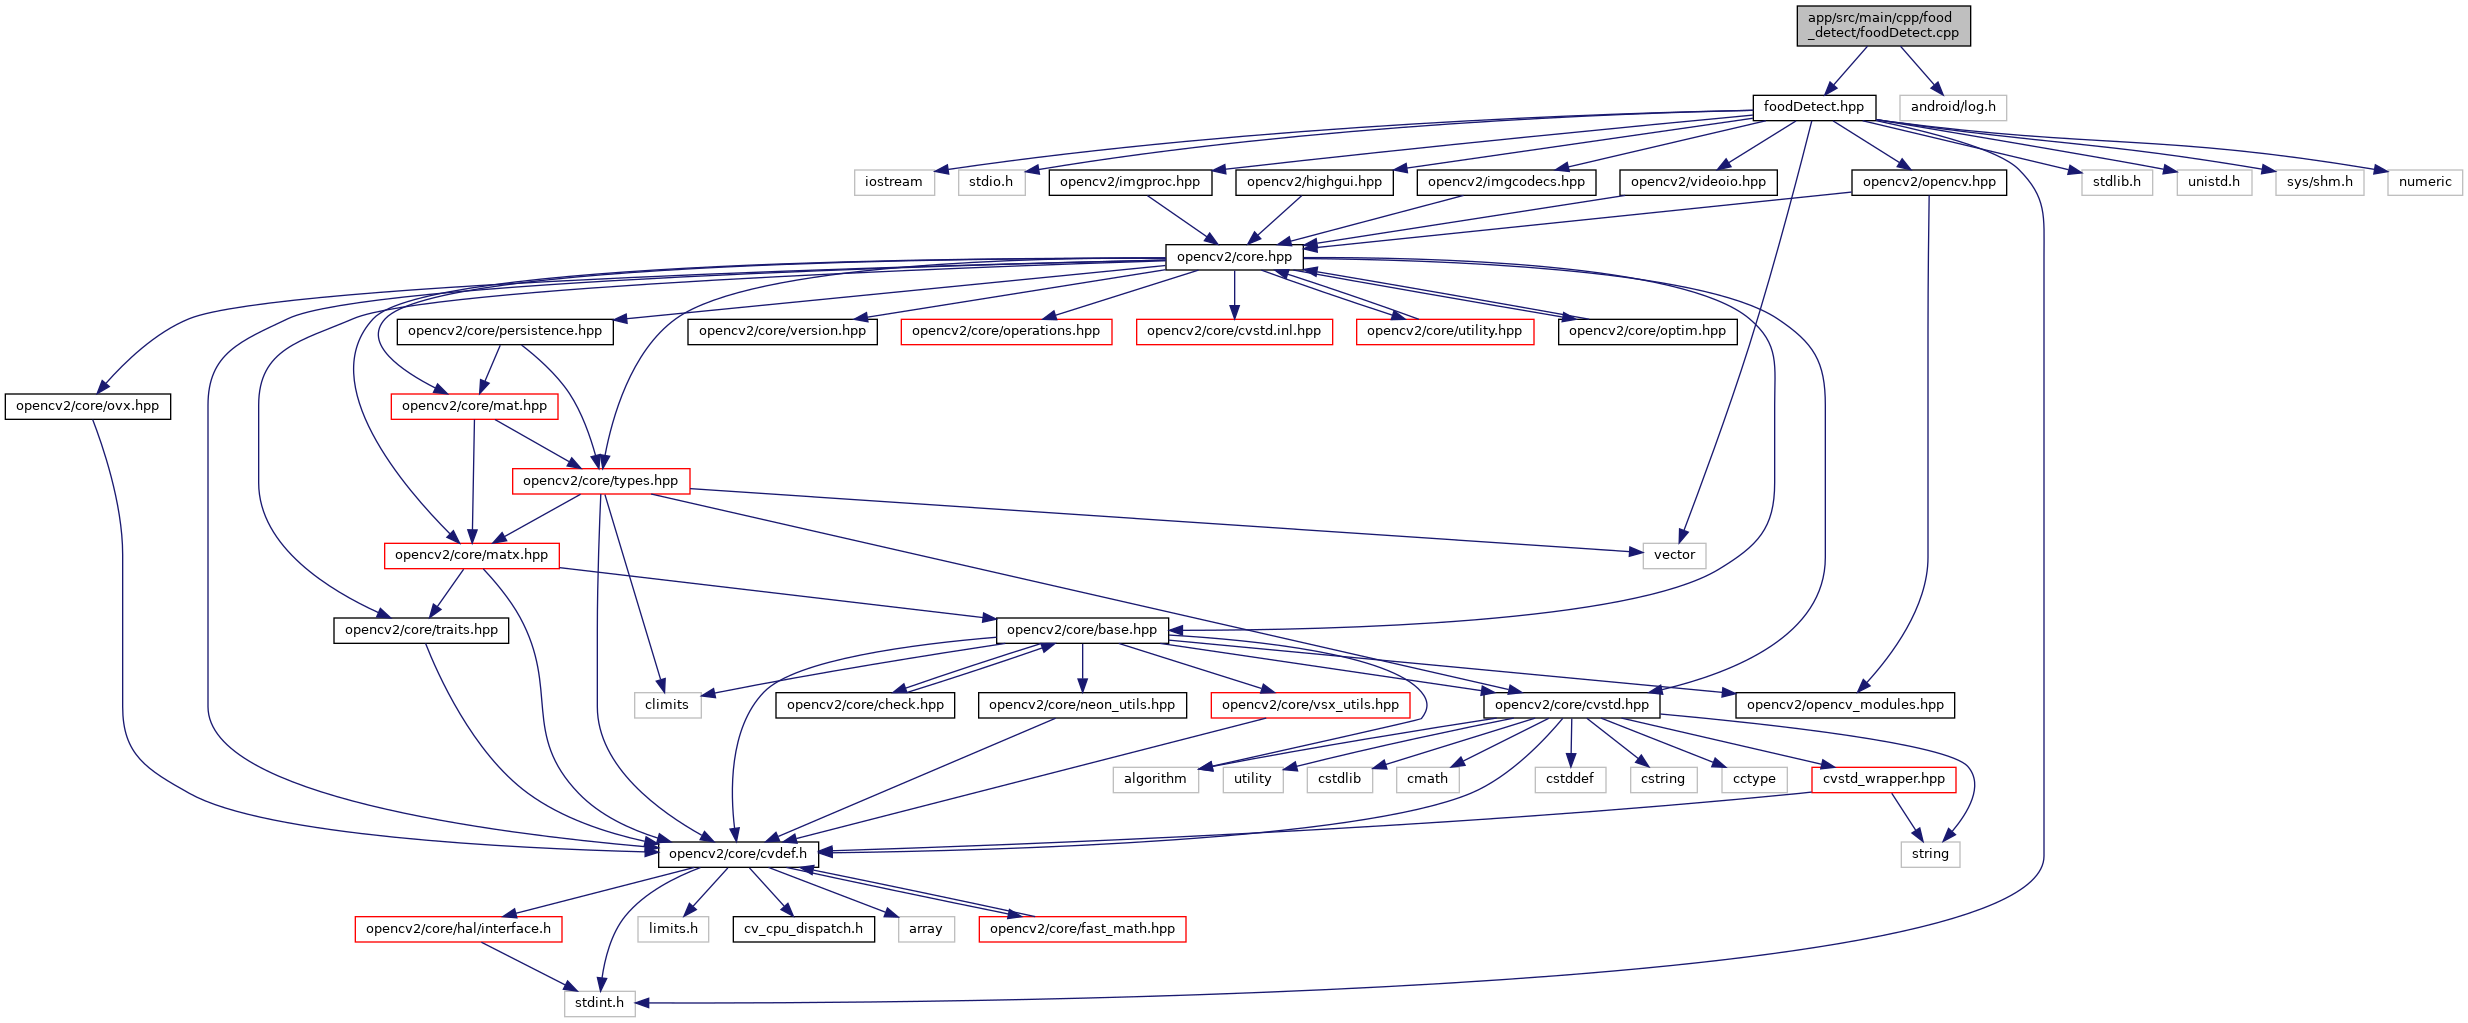 app/src/main/cpp/food
_detect/foodDetect.cpp
foodDetect.hpp
android/log.h
iostream
stdio.h
opencv2/imgproc.hpp
opencv2/highgui.hpp
opencv2/imgcodecs.hpp
opencv2/videoio.hpp
opencv2/opencv.hpp
stdlib.h
unistd.h
sys/shm.h
numeric
opencv2/core.hpp
opencv2/core/persistence.hpp
opencv2/core/version.hpp
opencv2/core/operations.hpp
opencv2/core/cvstd.inl.hpp
opencv2/core/utility.hpp
opencv2/core/optim.hpp
opencv2/core/ovx.hpp
opencv2/core/mat.hpp
opencv2/core/types.hpp
opencv2/core/matx.hpp
vector
opencv2/core/traits.hpp
opencv2/core/base.hpp
climits
opencv2/core/check.hpp
opencv2/core/neon_utils.hpp
opencv2/core/vsx_utils.hpp
opencv2/core/cvstd.hpp
opencv2/opencv_modules.hpp
algorithm
utility
cstdlib
cmath
cstddef
cstring
cctype
cvstd_wrapper.hpp
opencv2/core/cvdef.h
string
opencv2/core/hal/interface.h
limits.h
cv_cpu_dispatch.h
array
opencv2/core/fast_math.hpp
stdint.h